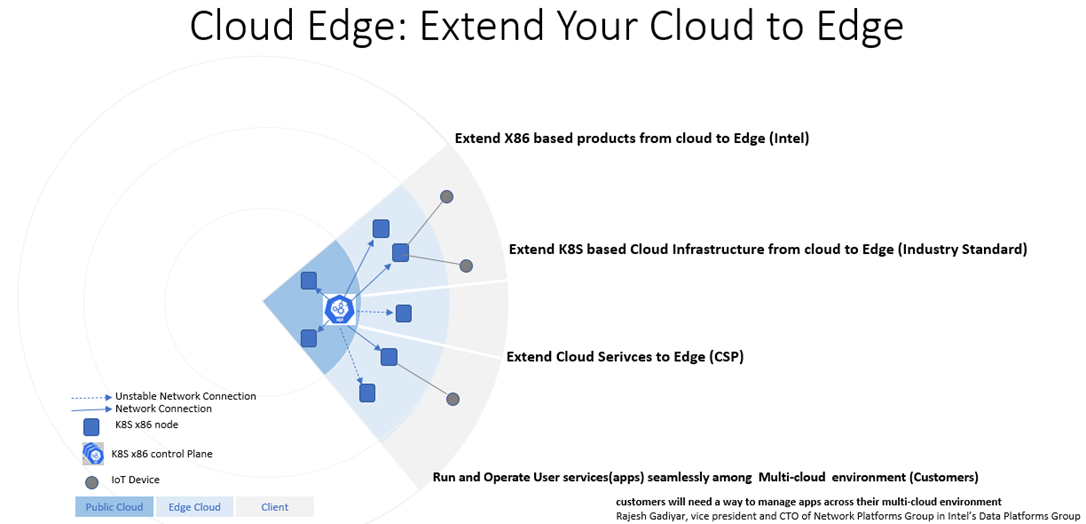 Cloud Edge: Extend Your Cloud to Edge
Extend X86 based products from cloud to Edge (Intel)
Extend K8S based Cloud Infrastructure from cloud to Edge (Industry Standard)
Extend Cloud Serivces to Edge (CSP)
Unstable Network Connection
Network Connection
K8S x86 node
K8S x86 control Plane
IoT Device
Public Cloud
Edge Cloud
Client
Run and Operate User services(apps) seamlessly among Multi-cloud environment (Customers)
customers will need a way to manage apps across their multi-cloud environment
Rajesh Gadiyar, vice president and CTO of Network Platforms Group in Intel's Data Platforms Group